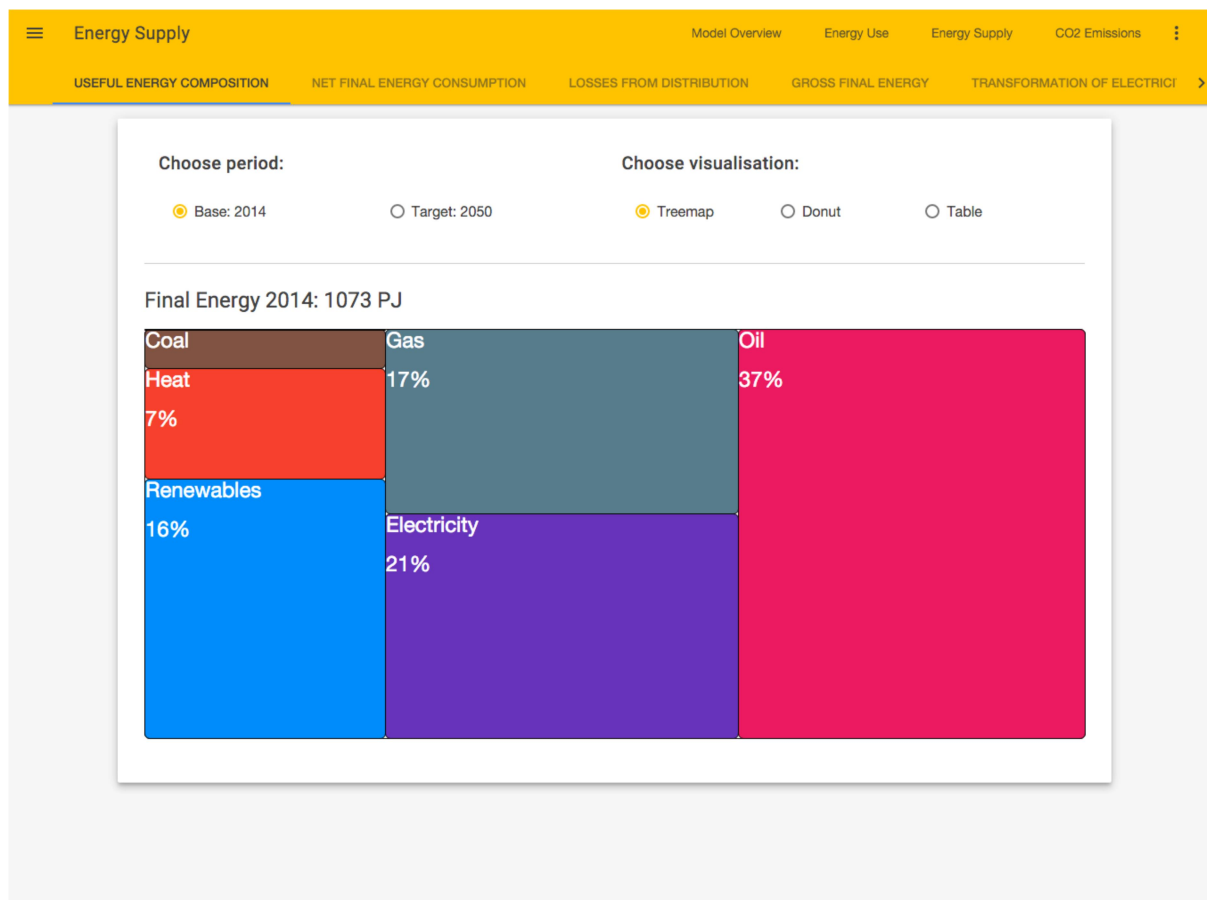 Energy Supply
Model Overview
Energy Use
Energy Supply
CO2 Emissions
USEFUL ENERGY COMPOSITION
NET FINAL ENERGY CONSUMPTION
LOSSES FROM DISTRIBUTION
GROSS FINAL ENERGY
TRANSFORMATION OF ELECTRICI
Choose period:
Choose visualisation:
Base: 2014
Target: 2050
Treemap
Donut
Table
Final Energy 2014: 1073 PJ
Coal
Heat
7%
Renewables
16%
Gas
17%
Electricity
21%
Oil
37%